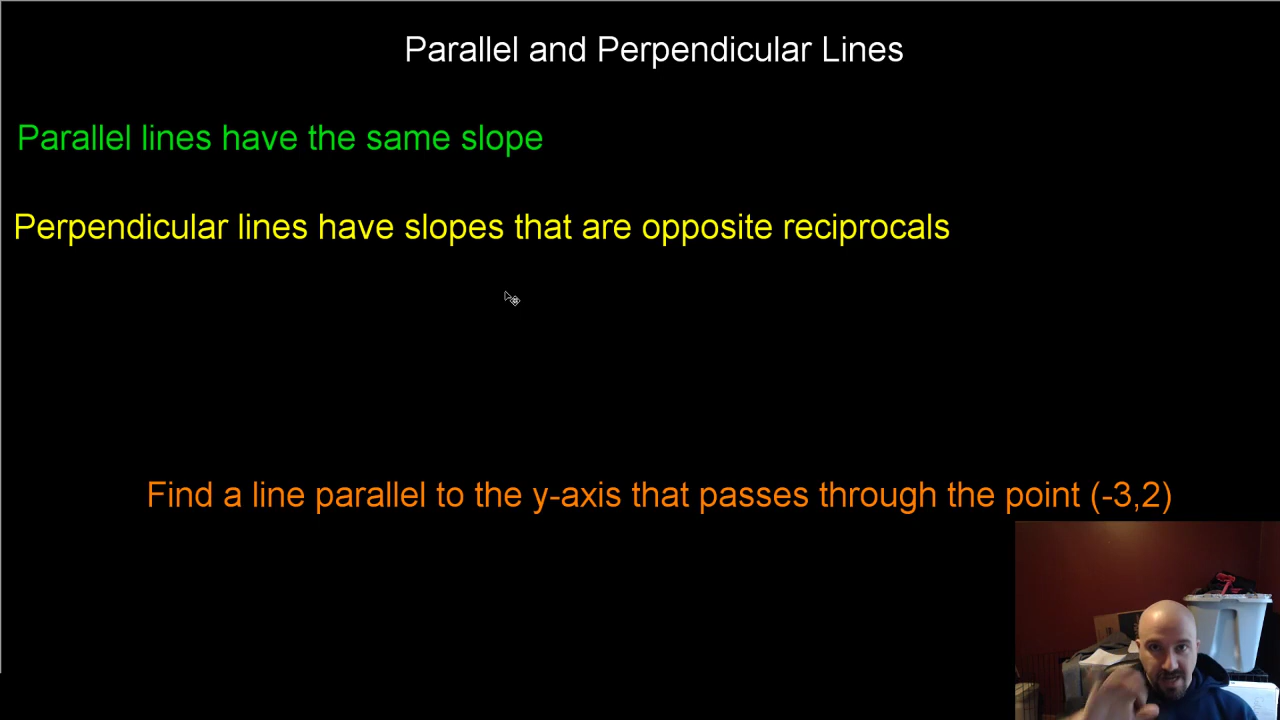 Parallel and Perpendicular Lines
Parallel lines have the same slope
Perpendicular lines have slopes that are opposite reciprocals
Find a line parallel to the y-axis that passes through the point (-3,2)